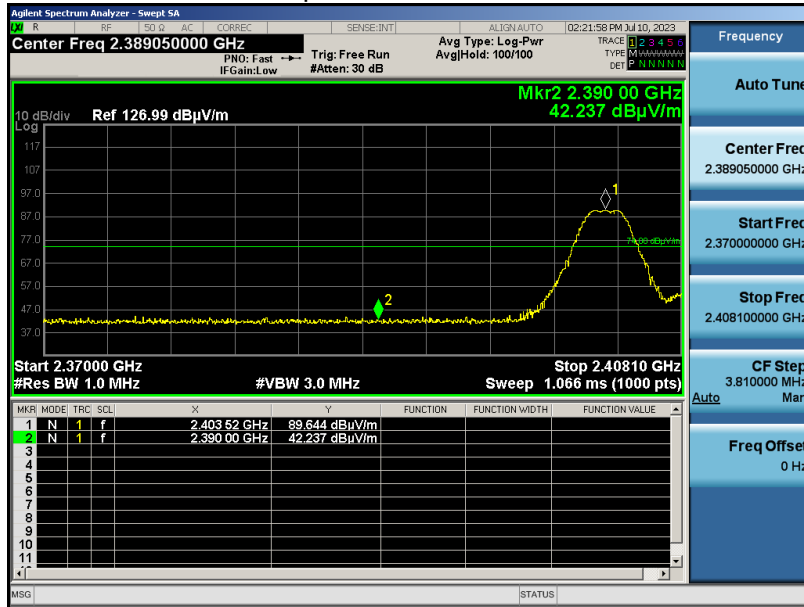 Agilent Spectrum Analyzer - Swept SA
LXI R RF 50 Ω AC CORREC SENSE:INT ALIGN AUTO 02:21:58 PM Jul 10, 2023
Center Freq 2.389050000 GHz
PNO: Fast
IFGain:Low
Trig: Free Run
#Atten: 30 dB
Avg Type: Log-Pwr
Avg|Hold: 100/100
TRACE 1 2 3 4 5 6
TYPE M
DET P N N N N N
Mkr2 2.390 00 GHz
42.237 dBµV/m
10 dB/div Ref 126.99 dBµV/m
Log
117
107
97.0
87.0
77.0
67.0
57.0
47.0
37.0
1
2
74.00 dBµV/m
Start 2.37000 GHz Stop 2.40810 GHz
#Res BW 1.0 MHz #VBW 3.0 MHz Sweep 1.066 ms (1000 pts)
MKR MODE TRC SCL X Y FUNCTION FUNCTION WIDTH FUNCTION VALUE
1 N 1 f 2.403 52 GHz 89.644 dBµV/m
2 N 1 f 2.390 00 GHz 42.237 dBµV/m
3
4
5
6
7
8
9
10
11
MSG STATUS
Frequency
Auto Tune
Center Freq
2.389050000 GHz
Start Freq
2.370000000 GHz
Stop Freq
2.408100000 GHz
CF Step
3.810000 MHz
Auto Man
Freq Offset
0 Hz